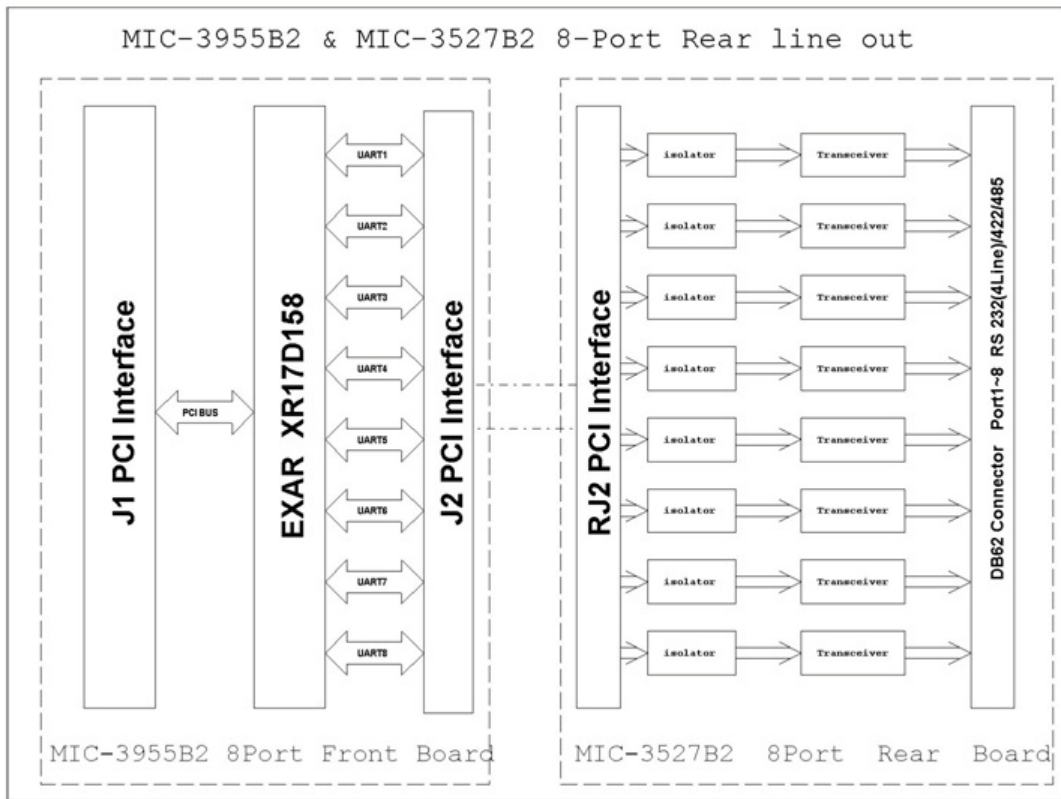 MIC-3955B2 & MIC-3527B2 8-Port Rear line out
J1 PCI Interface
PCI BUS
EXAR XR17D158
UART1
UART2
UART3
UART4
UART5
UART6
UART7
UART8
J2 PCI Interface
RJ2 PCI Interface
isolator
Transceiver
isolator
Transceiver
isolator
Transceiver
isolator
Transceiver
isolator
Transceiver
isolator
Transceiver
isolator
Transceiver
isolator
Transceiver
DB62 Connector Port1~8 RS 232(4Line)/422/485
MIC-3955B2 8Port Front Board
MIC-3527B2 8Port Rear Board